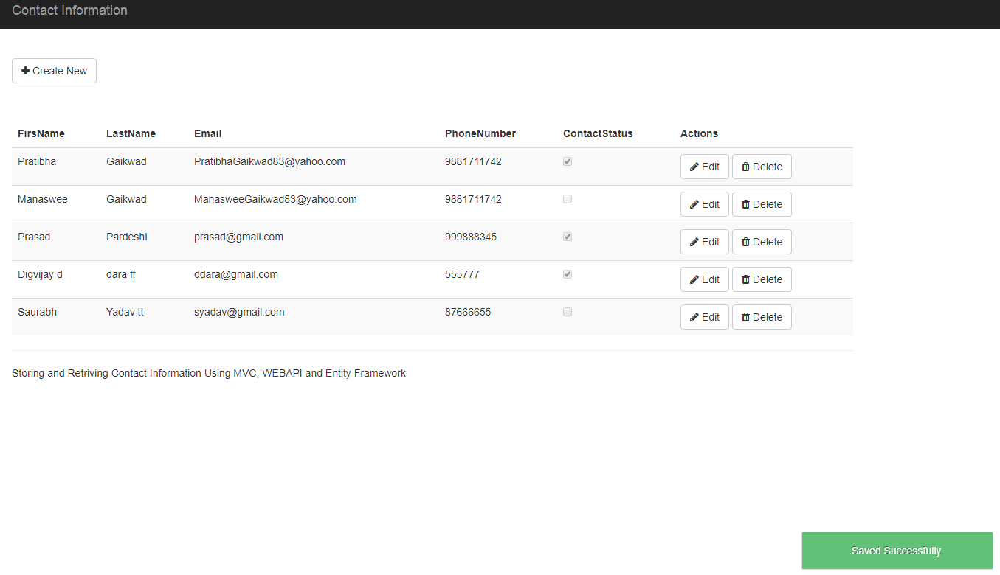 Contact Information
Create New
FirsName LastName Email PhoneNumber ContactStatus Actions
Pratibha Gaikwad PratibhaGaikwad83@yahoo.com 9881711742 Edit Delete
Manaswee Gaikwad ManasweeGaikwad83@yahoo.com 9881711742 Edit Delete
Prasad Pardeshi prasad@gmail.com 999888345 Edit Delete
Digvijay d dara ff ddara@gmail.com 555777 Edit Delete
Saurabh Yadav tt syadav@gmail.com 87666655 Edit Delete
Storing and Retriving Contact Information Using MVC, WEBAPI and Entity Framework
Saved Successfully.